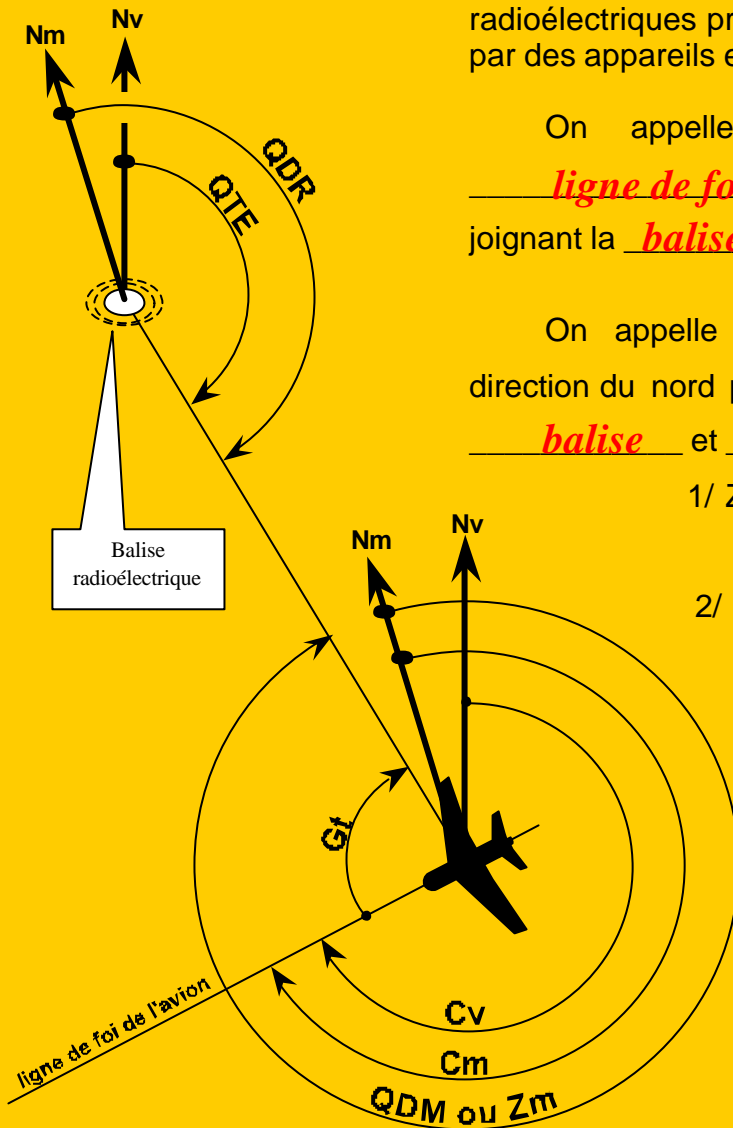 radioélectriques
par des appareils
On appelle
ligne de
joignant la balise
On appelle
direction du nord
balise et
1/
2/
Nm
Nv
QDR
QTE
Balise
radioélectrique
Nm
Nv
Gt
ligne de foi de l'avion
Cv
Cm
QDM ou Zm